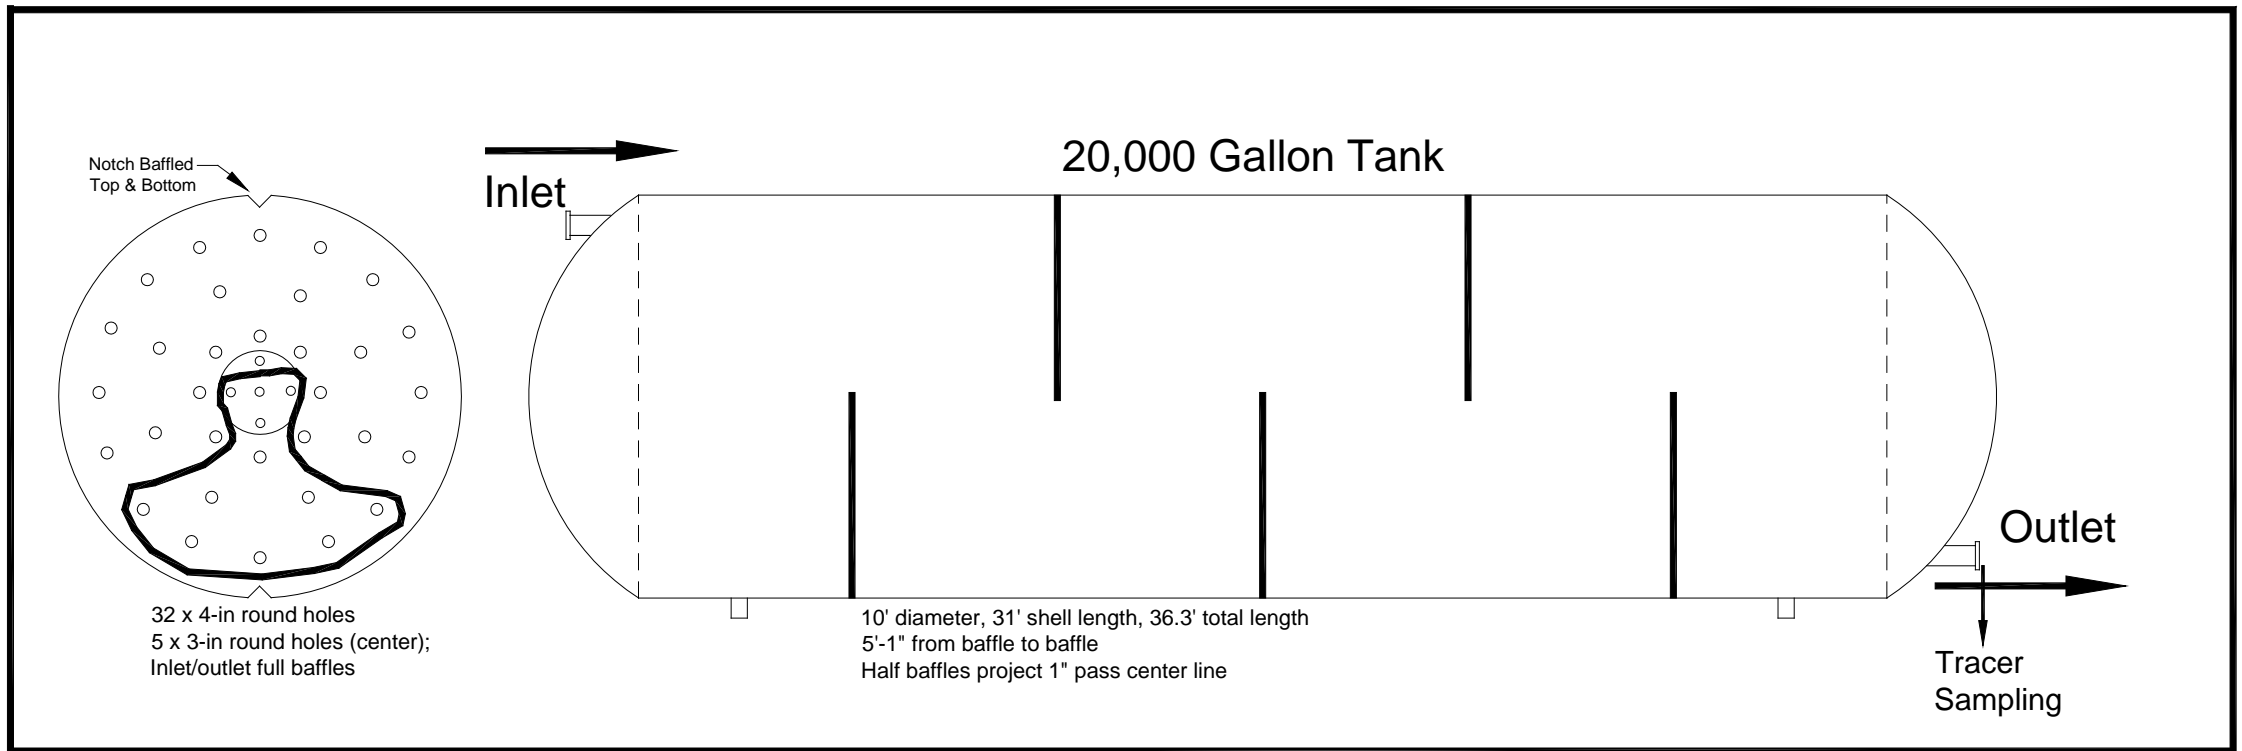 20,000 Gallon Tank
Notch Baffled
Top & Bottom
Inlet
Outlet
32 x 4-in round holes
5 x 3-in round holes (center);
Inlet/outlet full baffles
10' diameter, 31' shell length, 36.3' total length
5'-1" from baffle to baffle
Half baffles project 1" pass center line
Tracer
Sampling